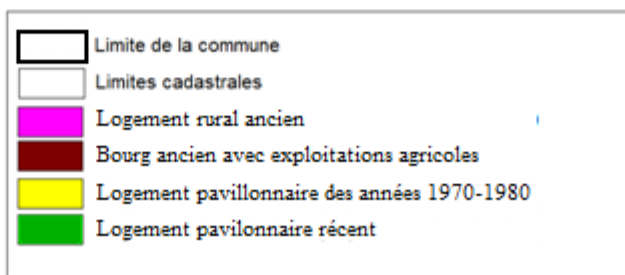 Limite de la commune
Limites cadastrales
Logement rural ancien
Bourg ancien avec exploitations agricoles
Logement pavillonnaire des années 1970-1980
Logement pavilonnaire récent